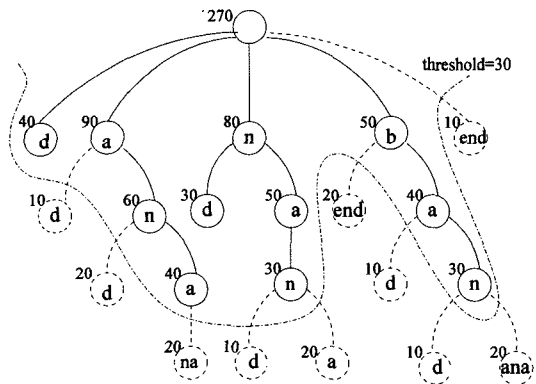 270
threshold=30
40 90 80 50 10
d a n b end
10 60 30 50 20 40
d n d a end a
20 40 30 10 30
d a n d n
20 10 20 10 20
na d a d ana